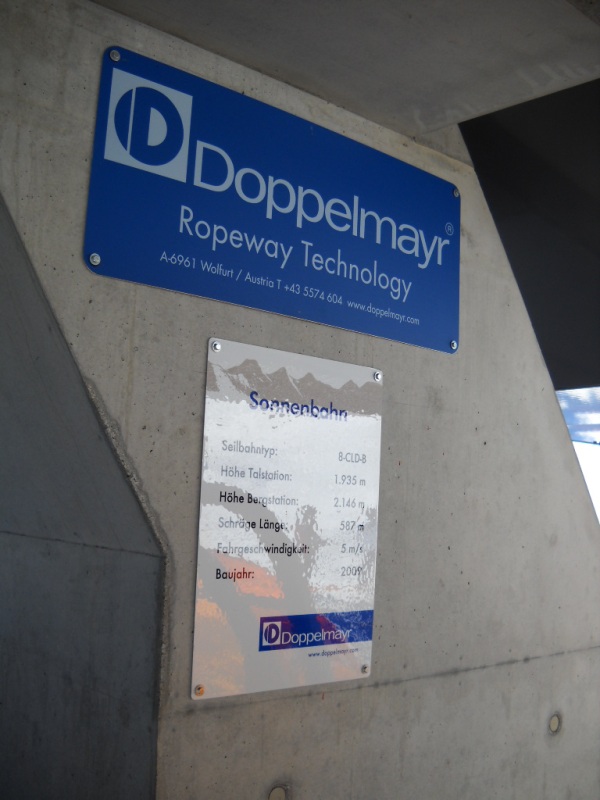 Doppelmayr®
Ropeway Technology
A-6961 Wolfurt / Austria T +43 5574 604 www.doppelmayr.com
Sonnenbahn
Seilbahntyp: 8-CLD-B
Höhe Talstation: 1.935 m
Höhe Bergstation: 2.146 m
Schräge Länge: 587 m
Fahrgeschwindigkuit: 5 m/s
Baujahr: 2009
Doppelmayr
www.doppelmayr.com